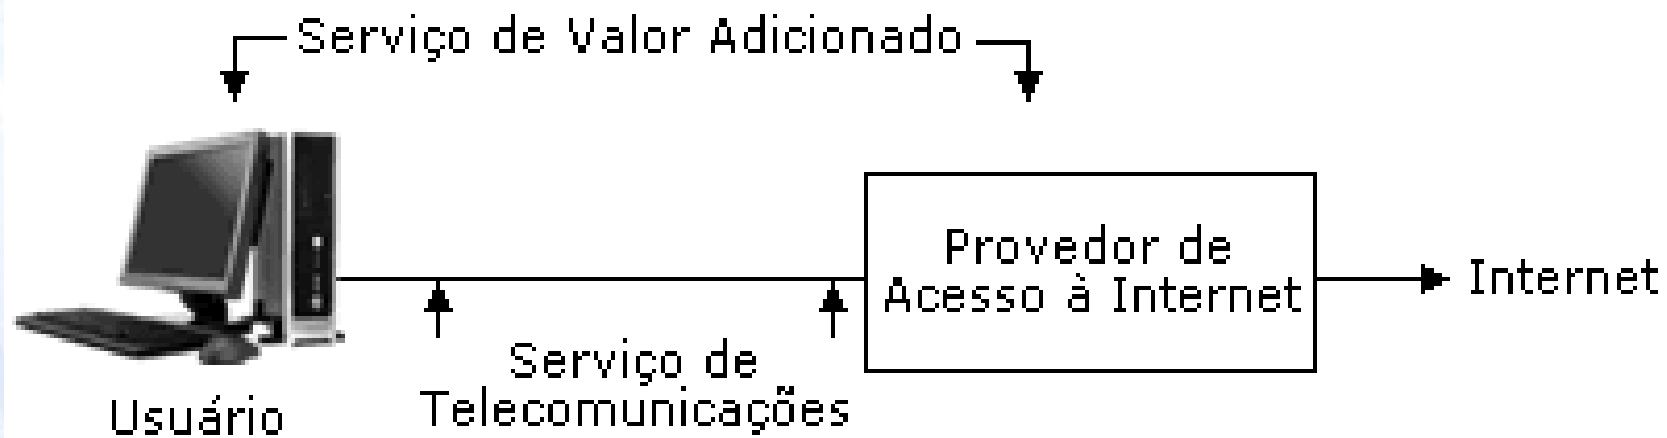 Serviço de Valor Adicionado
Provedor de
Acesso à Internet
Internet
Serviço de
Telecomunicações
Usuário